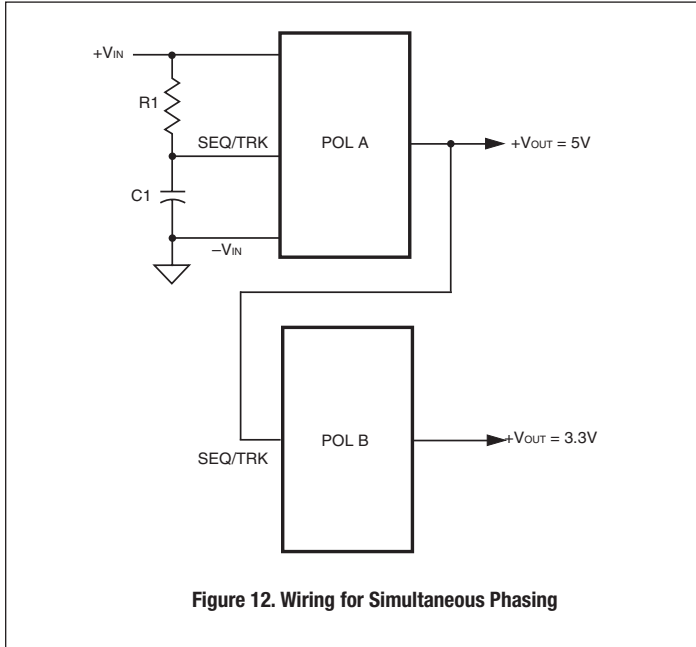 +VIN
R1
SEQ/TRK
POL A
+VOUT = 5V
C1
–VIN
POL B
+VOUT = 3.3V
SEQ/TRK
Figure 12. Wiring for Simultaneous Phasing